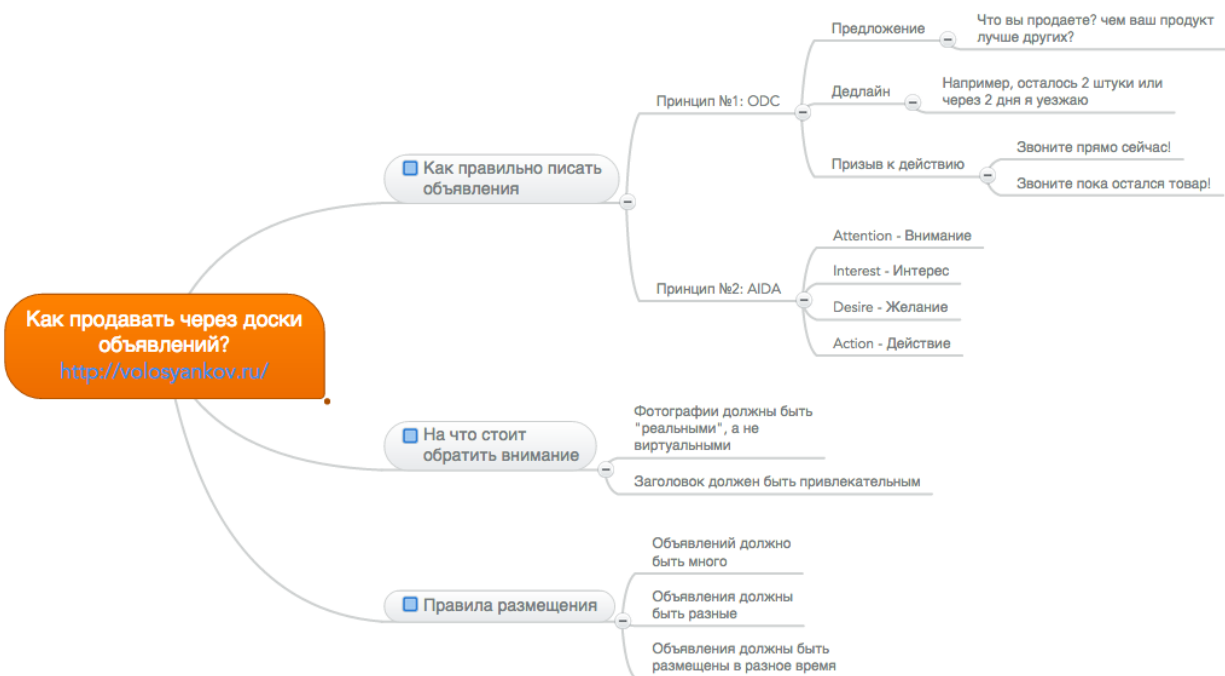 Как продавать через доски
объявлений?
http://volosyankov.ru/
Как правильно писать
объявления
Принцип №1: ODC
Предложение
Что вы продаете? чем ваш продукт
лучше других?
Дедлайн
Например, осталось 2 штуки или
через 2 дня я уезжаю
Призыв к действию
Звоните прямо сейчас!
Звоните пока остался товар!
Принцип №2: AIDA
Attention - Внимание
Interest - Интерес
Desire - Желание
Action - Действие
На что стоит
обратить внимание
Фотографии должны быть
"реальными", а не
виртуальными
Заголовок должен быть привлекательным
Правила размещения
Объявлений должно
быть много
Объявления должны
быть разные
Объявления должны быть
размещены в разное время